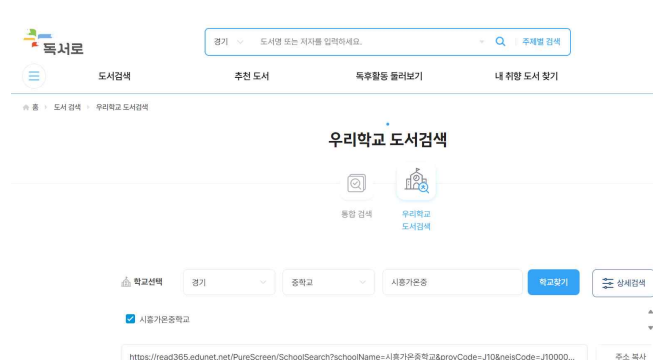 독서로
경기 도서명 또는 저자를 입력하세요. 주제별 검색
도서검색 추천 도서 독후활동 둘러보기 내 취향 도서 찾기
홈 도서 검색 우리학교 도서검색
우리학교 도서검색
통합 검색 우리학교
도서검색
학교선택 경기 중학교 시흥가온중 학교찾기 상세검색
시흥가온중학교
https://read365.edunet.net/PureScreen/SchoolSearch?schoolName=시흥가온중학교&provCode=J10&neisCode=J10000... 주소 복사